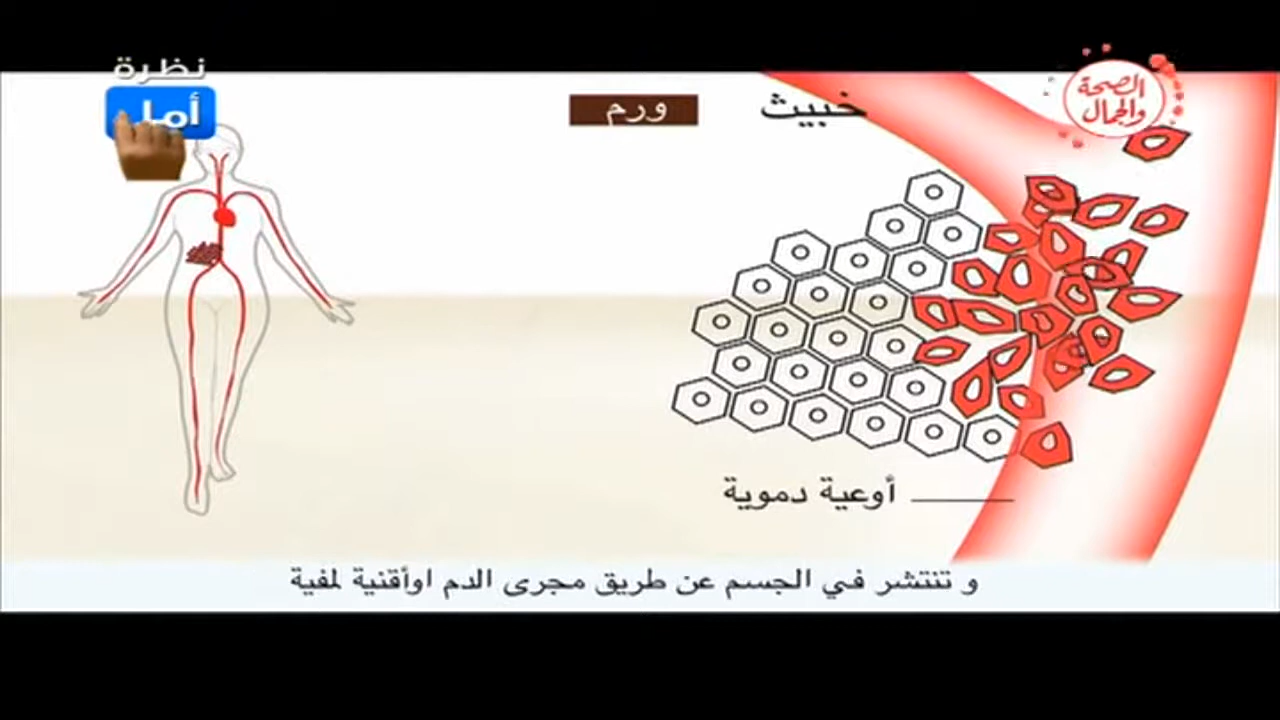 نظرة
أمل
الصحة
والجمال
خبيث
ورم
أوعية دموية
و تنتشر في الجسم عن طريق مجرى الدم اوأقنية لمفية